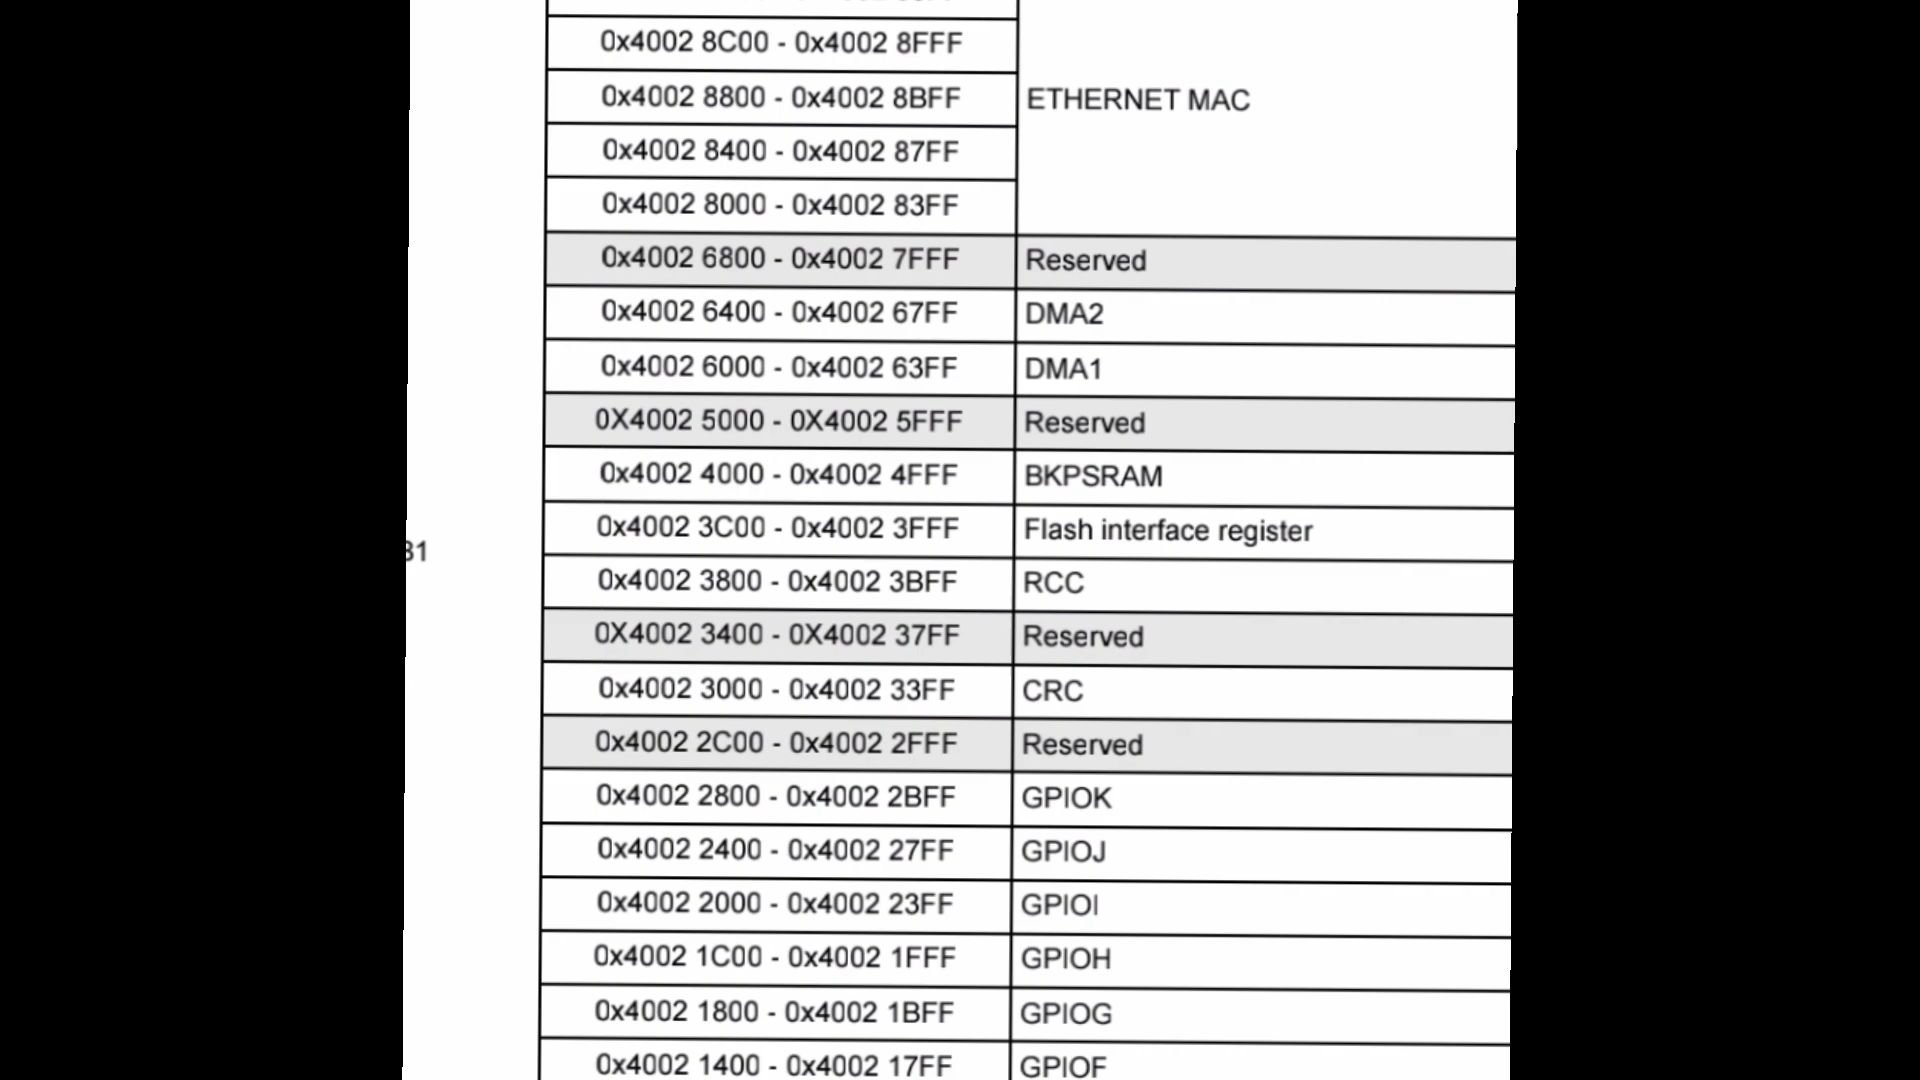 0x4002 8C00 - 0x4002 8FFF
0x4002 8800 - 0x4002 8BFF ETHERNET MAC
0x4002 8400 - 0x4002 87FF
0x4002 8000 - 0x4002 83FF
0x4002 6800 - 0x4002 7FFF Reserved
0x4002 6400 - 0x4002 67FF DMA2
0x4002 6000 - 0x4002 63FF DMA1
0X4002 5000 - 0X4002 5FFF Reserved
0x4002 4000 - 0x4002 4FFF BKPSRAM
0x4002 3C00 - 0x4002 3FFF Flash interface register
31
0x4002 3800 - 0x4002 3BFF RCC
0X4002 3400 - 0X4002 37FF Reserved
0x4002 3000 - 0x4002 33FF CRC
0x4002 2C00 - 0x4002 2FFF Reserved
0x4002 2800 - 0x4002 2BFF GPIOK
0x4002 2400 - 0x4002 27FF GPIOJ
0x4002 2000 - 0x4002 23FF GPIOI
0x4002 1C00 - 0x4002 1FFF GPIOH
0x4002 1800 - 0x4002 1BFF GPIOG
0x4002 1400 - 0x4002 17FF GPIOF